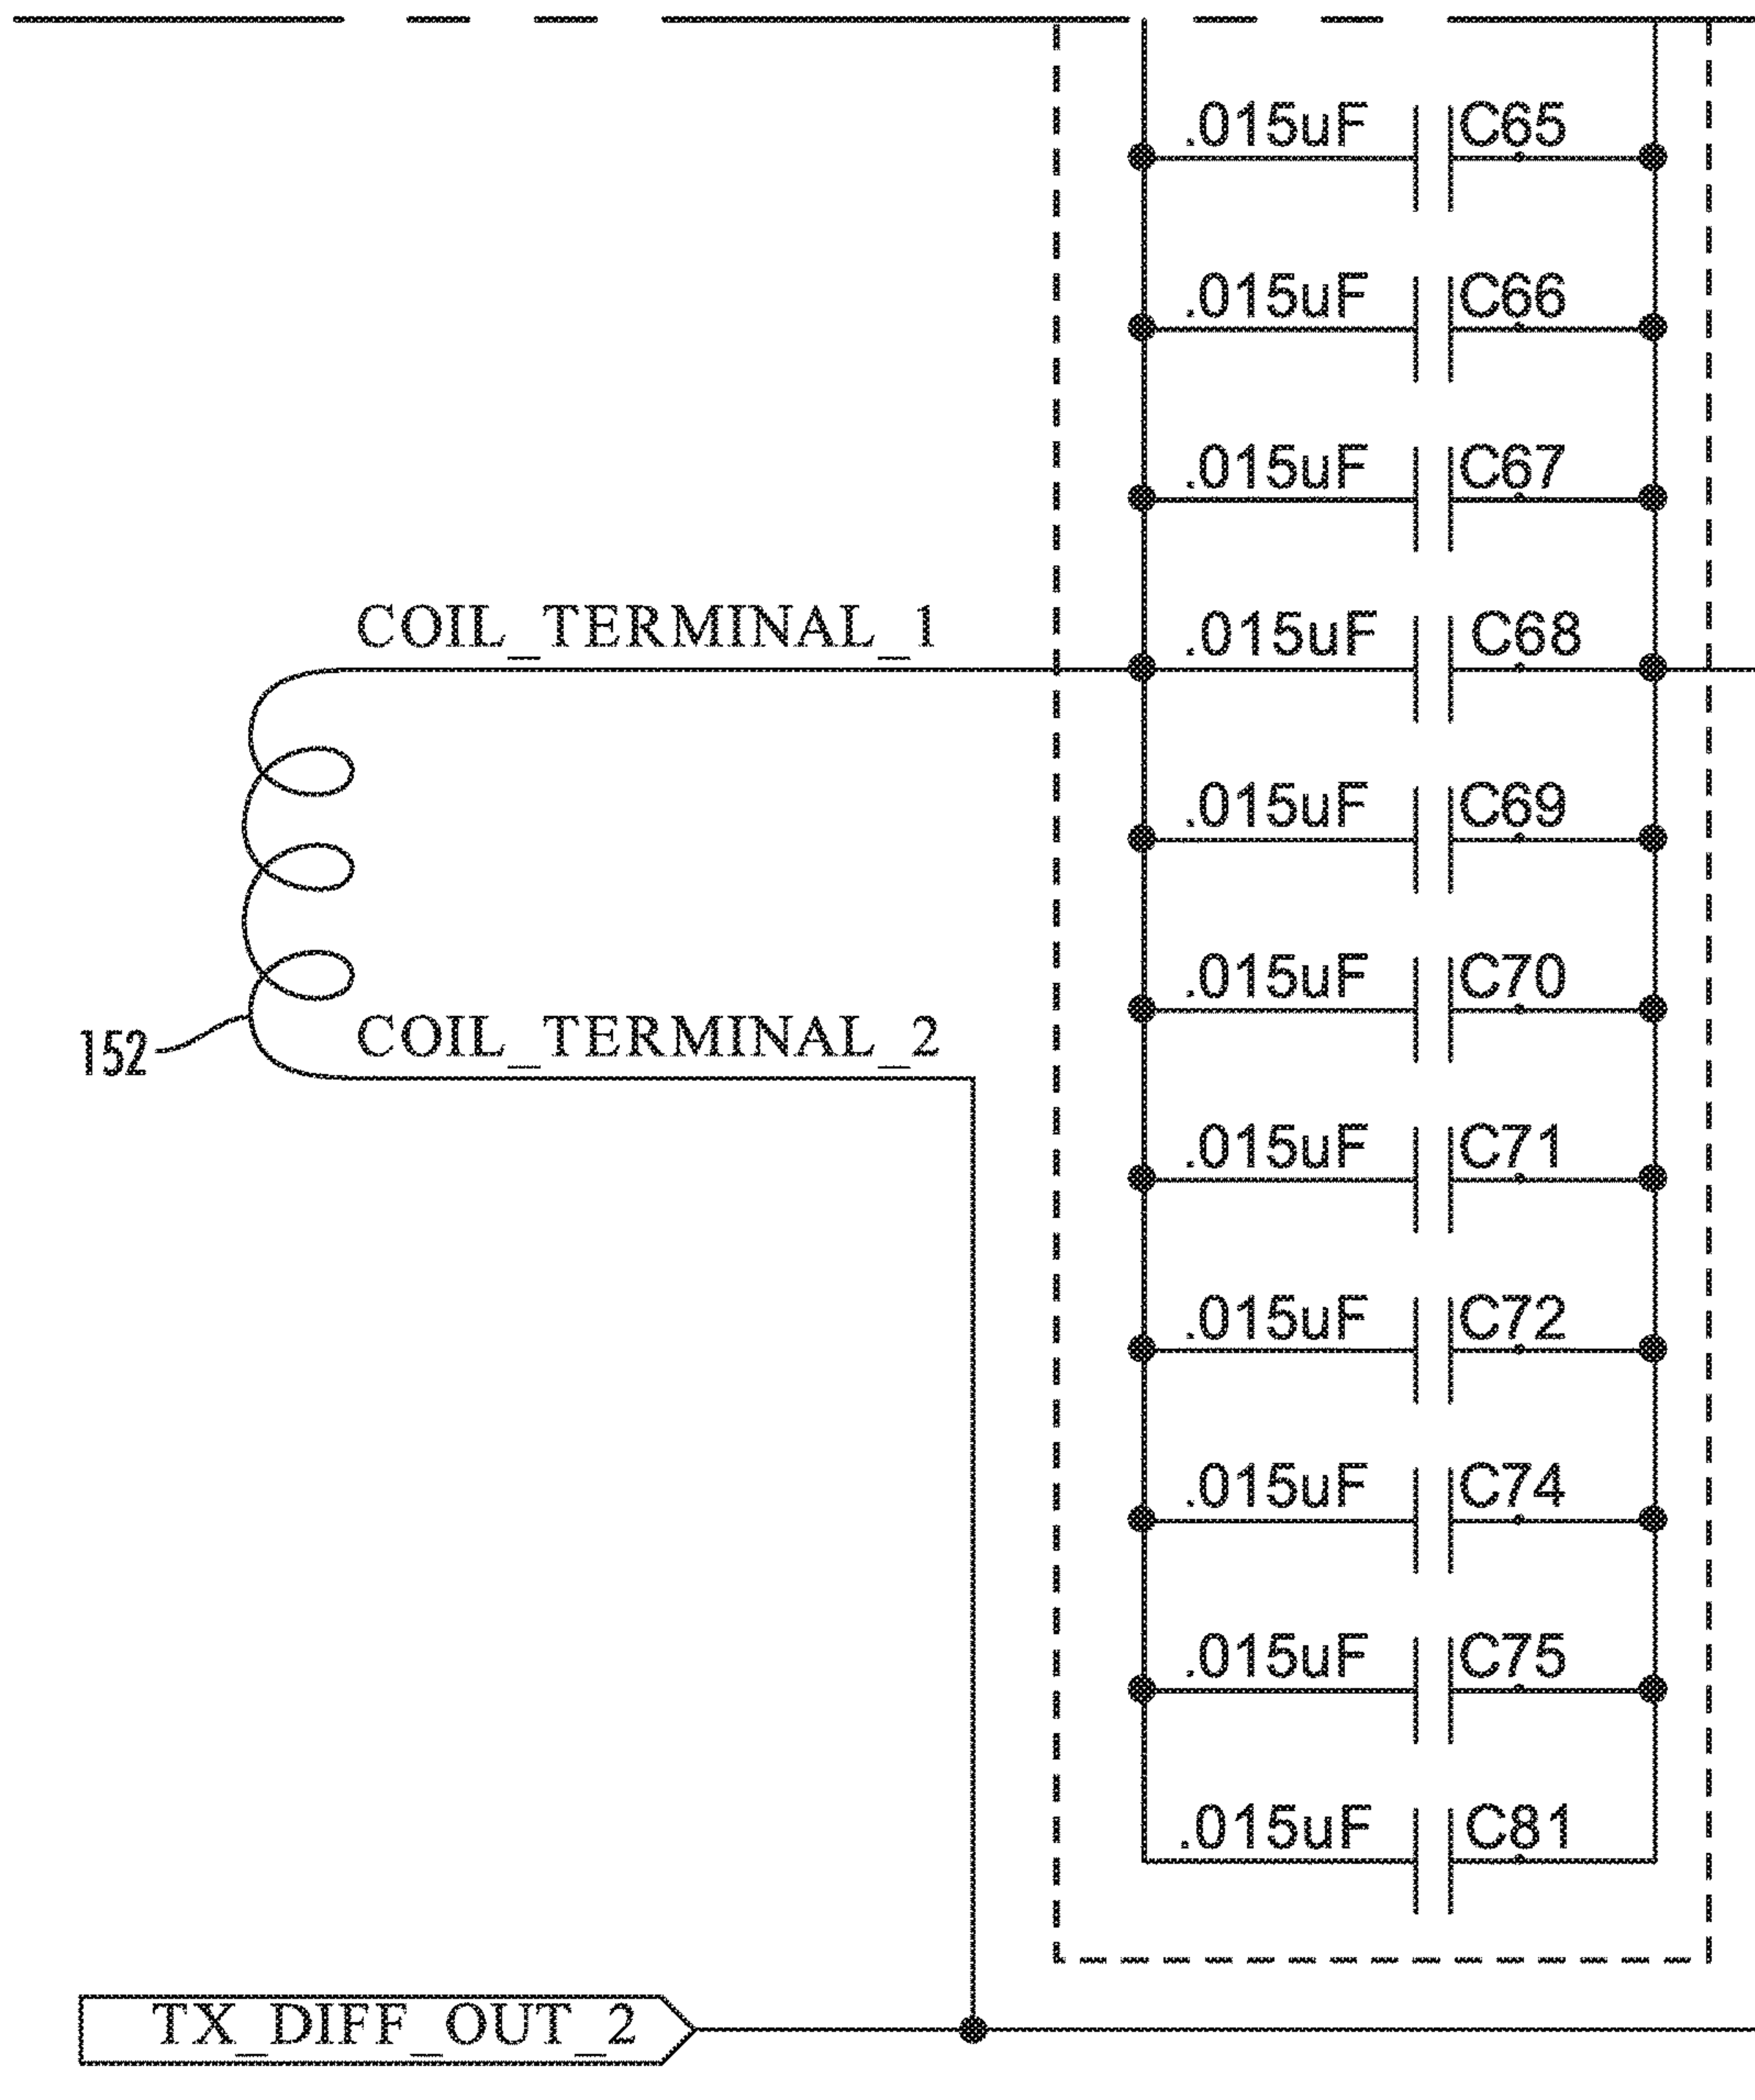 .015uF C65
.015uF C66
.015uF C67
COIL_TERMINAL_1 .015uF C68
.015uF C69
.015uF C70
152 COIL_TERMINAL_2
.015uF C71
.015uF C72
.015uF C74
.015uF C75
.015uF C81
TX_DIFF_OUT_2